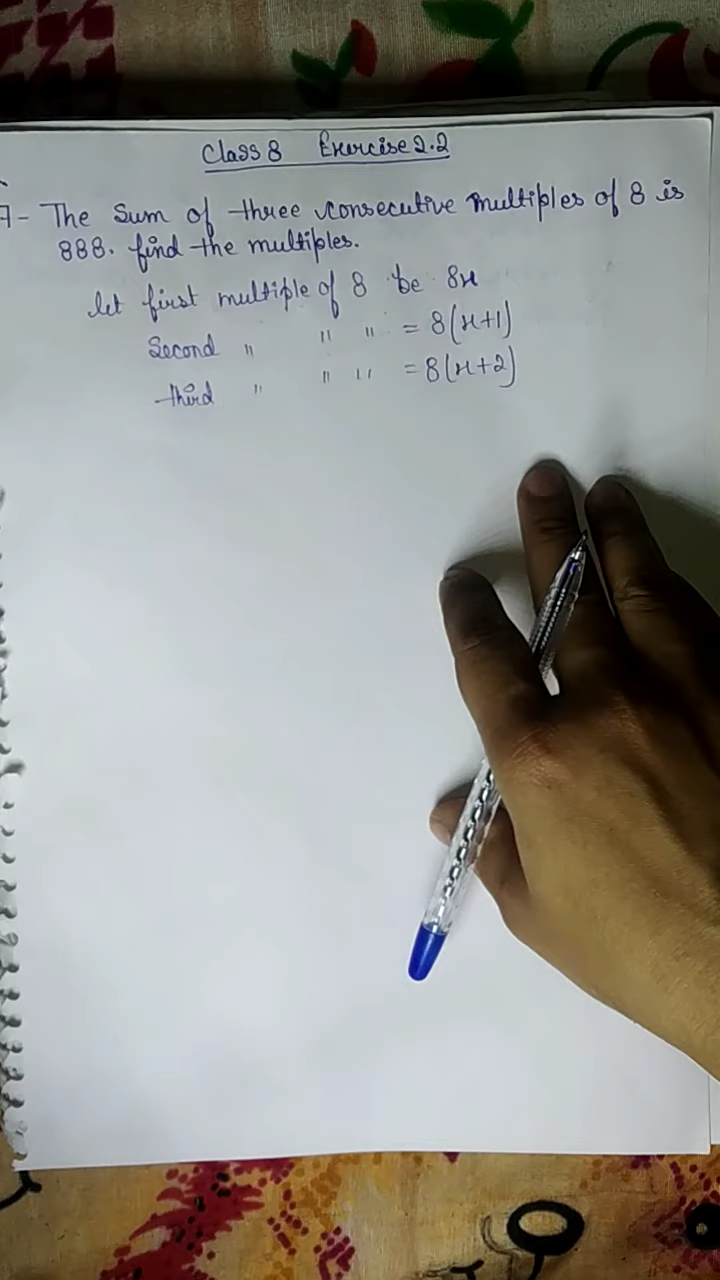 Class 8 Exercise 2.2
7- The Sum of three consecutive multiples of 8 is
888. find the multiples.
let first multiple of 8 be 8x
Second " " " = 8(x+1)
third " " " = 8(x+2)